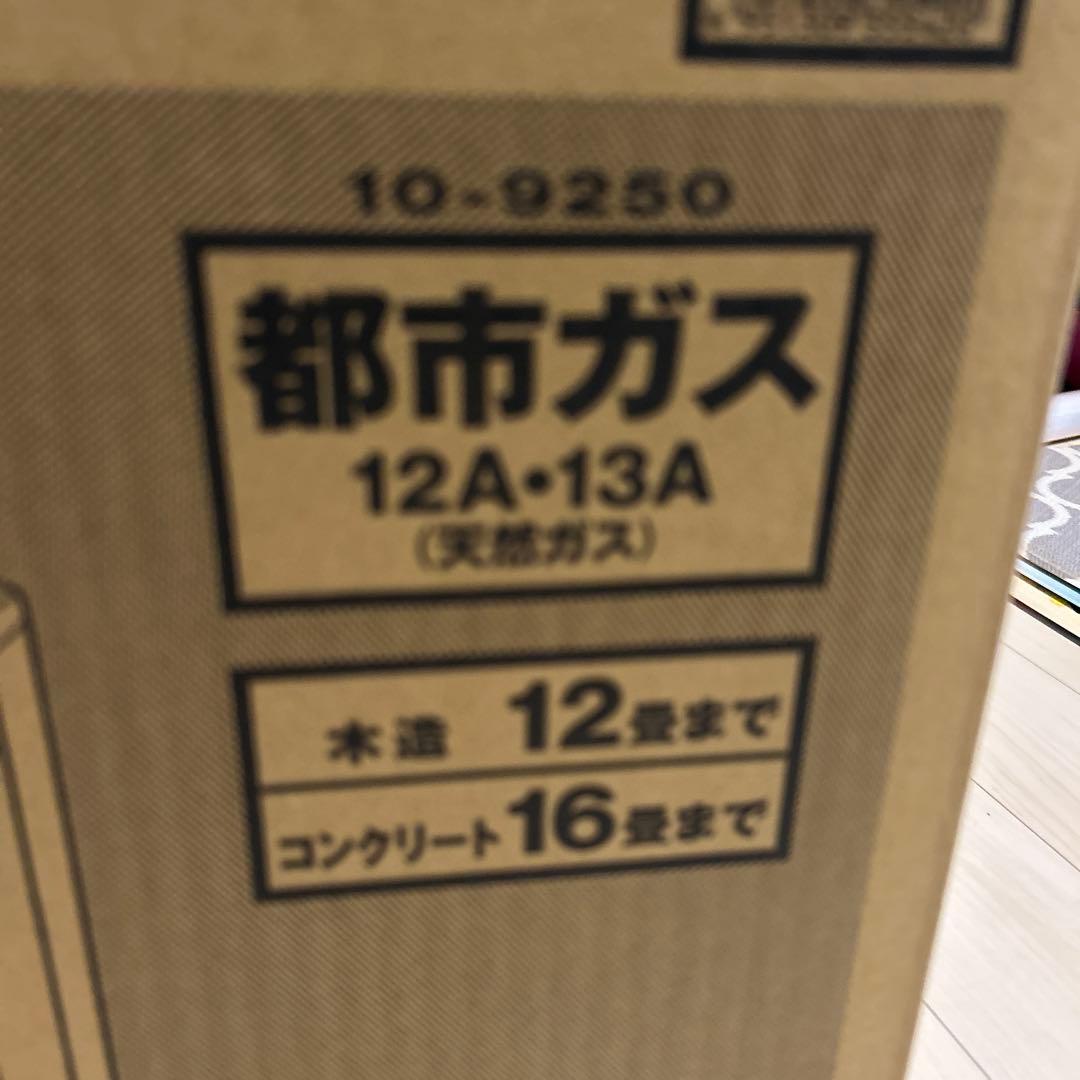 10-9250
都市ガス
12A・13A
(天然ガス)
木造 12畳まで
コンクリート 16畳まで